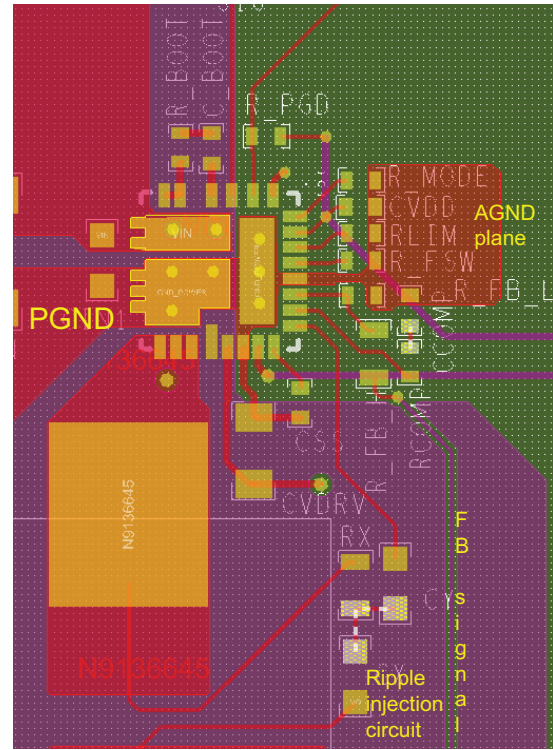 R_BOOT
C_BOOT
R_PGD
R_MODE
CVDD
RLIM
R_FSW
AGND
plane
VIN
PGND
R_FB_L
CCOMP
RCOMP
R_FB_H
CSS
CVDRV
N9136645
N9136645
RX
CY
FB signal
Ripple
injection
circuit